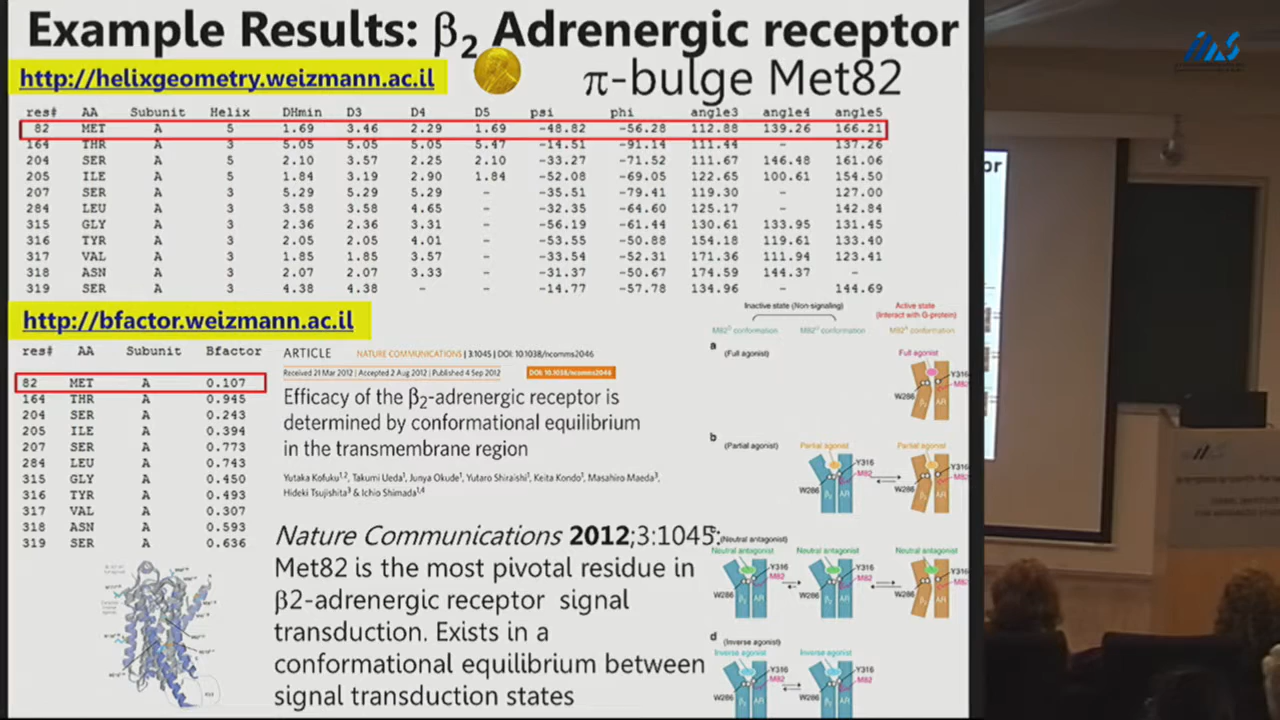 Example Results: β2 Adrenergic receptor
http://helixgeometry.weizmann.ac.il
π-bulge Met82
res# AA Subunit Helix DHmin D3 D4 D5 psi phi angle3 angle4 angle5
82 MET A 5 1.69 3.46 2.29 1.69 -48.82 -56.28 112.88 139.26 166.21
164 THR A 3 5.05 5.05 5.05 5.47 -14.51 -91.14 111.44 - 137.26
204 SER A 5 2.10 3.57 2.25 2.10 -33.27 -71.52 111.67 146.48 161.06
205 ILE A 5 1.84 3.19 2.90 1.84 -52.08 -69.05 122.65 100.61 154.50
207 SER A 3 5.29 5.29 5.29 - -35.51 -79.41 119.30 - 127.00
284 LEU A 3 3.58 3.58 4.65 - -32.35 -64.60 125.17 - 142.84
315 GLY A 3 2.36 2.36 3.31 - -56.19 -61.44 130.61 133.95 131.45
316 TYR A 3 2.05 2.05 4.01 - -53.55 -50.88 154.18 119.61 133.40
317 VAL A 3 1.85 1.85 3.57 - -33.54 -52.31 171.36 111.94 123.41
318 ASN A 3 2.07 2.07 3.33 - -31.37 -50.67 174.59 144.37 -
319 SER A 3 4.38 4.38 - - -14.77 -57.78 134.96 - 144.69
http://bfactor.weizmann.ac.il
res# AA Subunit Bfactor
82 MET A 0.107
164 THR A 0.945
204 SER A 0.243
205 ILE A 0.394
207 SER A 0.773
284 LEU A 0.743
315 GLY A 0.450
316 TYR A 0.493
317 VAL A 0.307
318 ASN A 0.593
319 SER A 0.636
ARTICLE NATURE COMMUNICATIONS | 3:1045 | DOI: 10.1038/ncomms2046
Received 21 Mar 2012 | Accepted 2 Aug 2012 | Published 4 Sep 2012 DOI: 10.1038/ncomms2046
Efficacy of the β2-adrenergic receptor is
determined by conformational equilibrium
in the transmembrane region
Yutaka Kofuku1,2, Takumi Ueda1, Junya Okude1, Yutaro Shiraishi1, Keita Kondo1, Masahiro Maeda3,
Hideki Tsujishita3 & Ichio Shimada1,4
Nature Communications 2012;3:1045:
Met82 is the most pivotal residue in
β2-adrenergic receptor signal
transduction. Exists in a
conformational equilibrium between
signal transduction states
Inactive state (Non-signaling)
Active state
(Interact with G-protein)
conformation conformation conformation
a (Full agonist)
Full agonist
Y316
M82
W286
AR
b (Partial agonist)
Partial agonist Partial agonist
Y316 Y316
M82 M82
W286 W286
AR AR
(Neutral antagonist)
Neutral antagonist Neutral antagonist Neutral antagonist
Y316 Y316 Y316
M82 M82 M82
W286 W286 W286
AR AR AR
d (Inverse agonist)
Inverse agonist Inverse agonist
Y316 Y316
M82 M82
W286 W286
AR AR
or